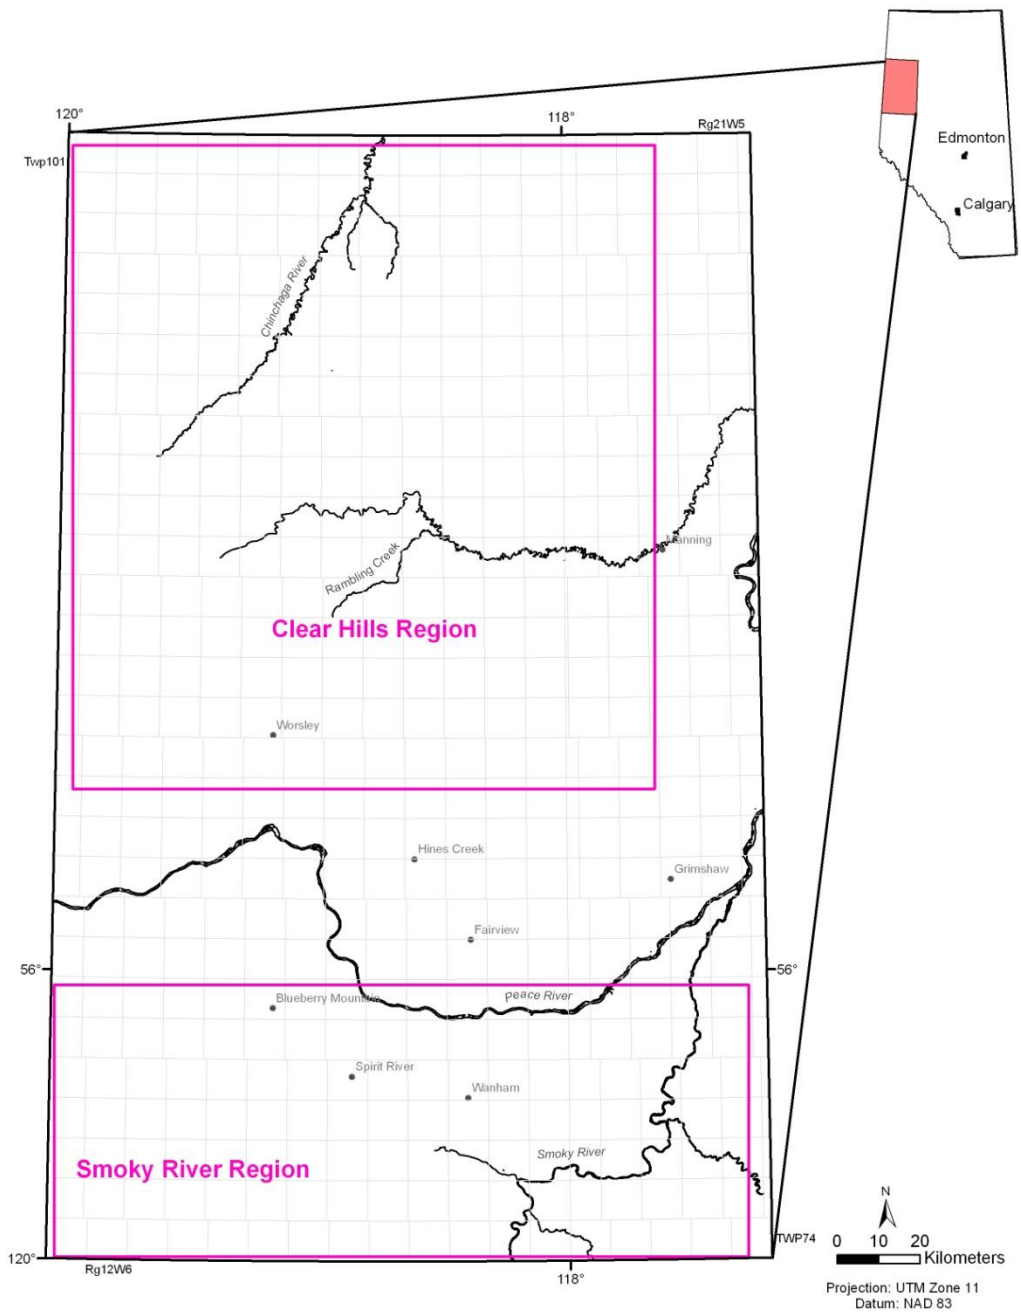 120°
118°
Rg21W5
Twp101
Edmonton
Calgary
Chinchaga River
Manning
Rambling Creek
Clear Hills Region
Worsley
Hines Creek
Grimshaw
Fairview
56°
56°
Peace River
Blueberry Mountain
Spirit River
Wanham
Smoky River
Smoky River Region
N
TWP74
120°
Rg12W6
118°
0 10 20
Kilometers
Projection: UTM Zone 11
Datum: NAD 83